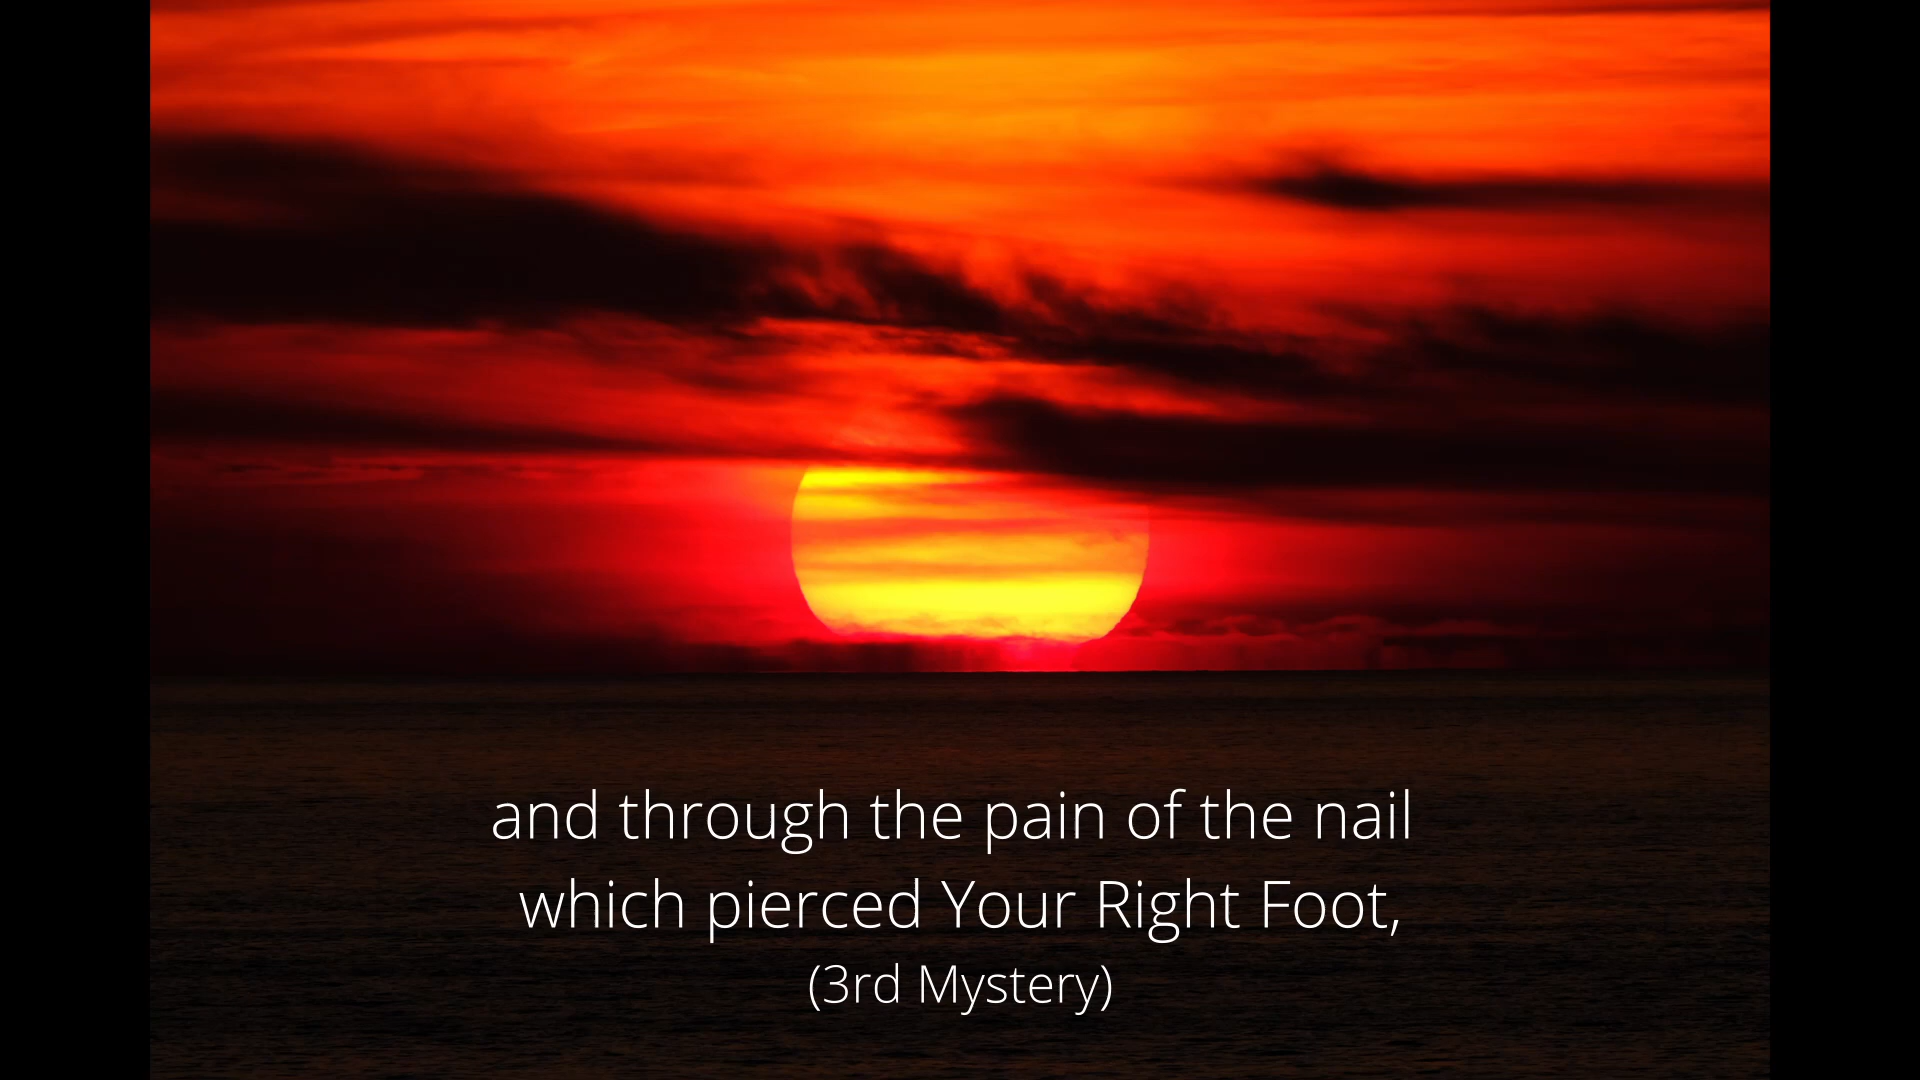 and through the pain of the nail
which pierced Your Right Foot,
(3rd Mystery)